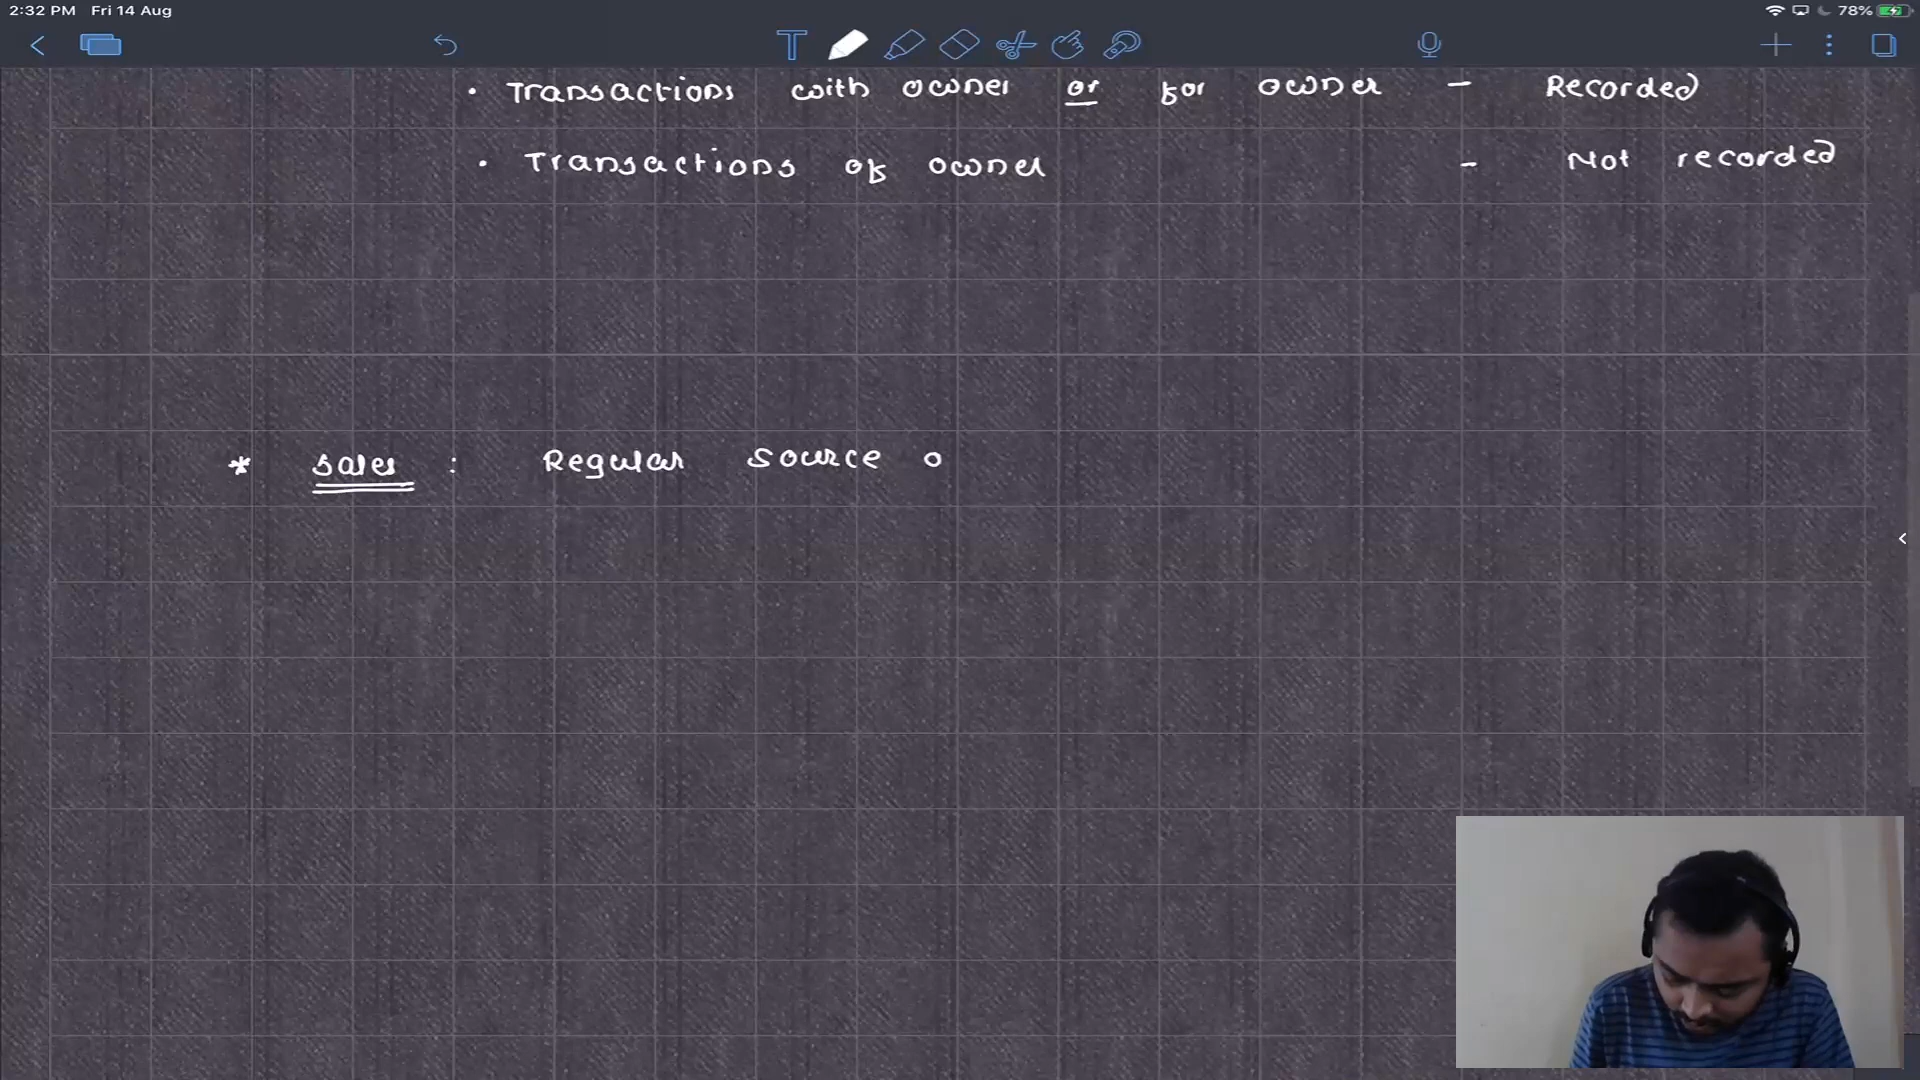 2:32 PM Fri 14 Aug 78%
T
• Transactions with owner or for owner - Recorded
• Transactions of owner - Not recorded
* Sales : Regular Source o